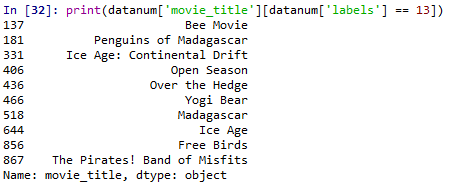 In [32]: print(datanum['movie_title'][datanum['labels'] == 13])
137 Bee Movie
181 Penguins of Madagascar
331 Ice Age: Continental Drift
406 Open Season
436 Over the Hedge
466 Yogi Bear
518 Madagascar
644 Ice Age
856 Free Birds
867 The Pirates! Band of Misfits
Name: movie_title, dtype: object